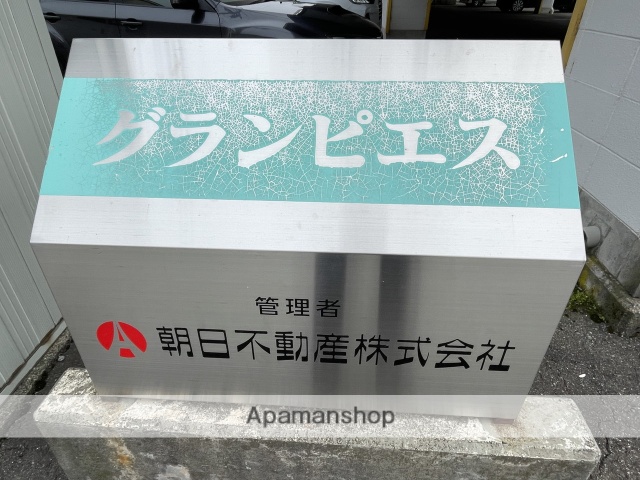 グランピエス
管理者
朝日不動産株式会社
Apamanshop